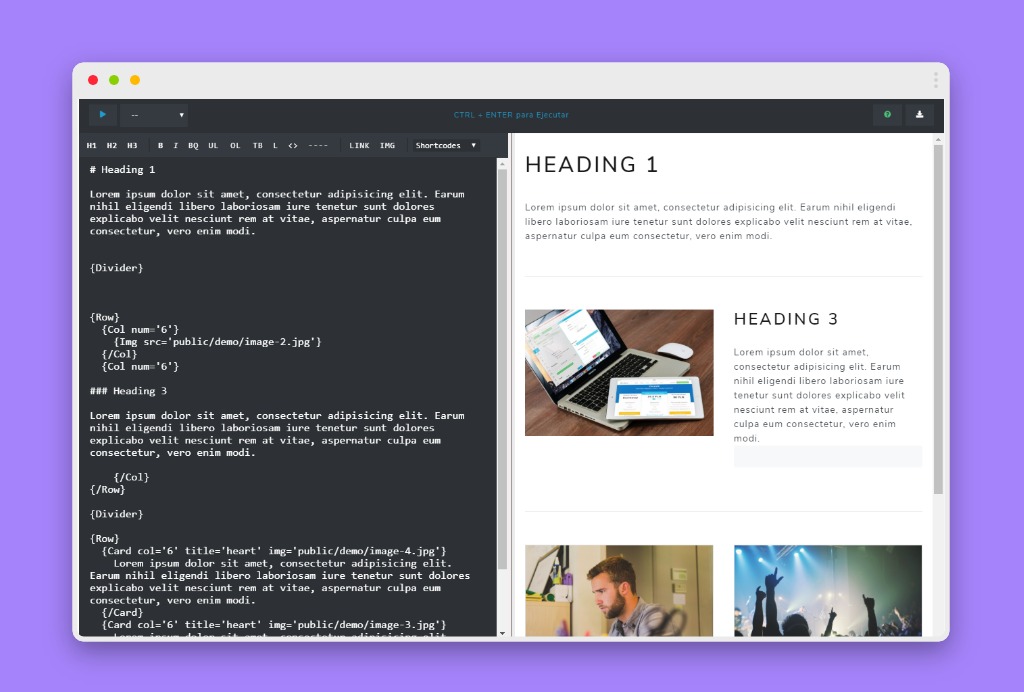 --
CTRL + ENTER para Ejecutar
H1 H2 H3 B I BQ UL OL TB L <> ---- LINK IMG Shortcodes
# Heading 1
Lorem ipsum dolor sit amet, consectetur adipisicing elit. Earum
nihil eligendi libero laboriosam iure tenetur sunt dolores
explicabo velit nesciunt rem at vitae, aspernatur culpa eum
consectetur, vero enim modi.
{Divider}
{Row}
{Col num='6'}
{Img src='public/demo/image-2.jpg'}
{/Col}
{Col num='6'}
### Heading 3
Lorem ipsum dolor sit amet, consectetur adipisicing elit. Earum
nihil eligendi libero laboriosam iure tenetur sunt dolores
explicabo velit nesciunt rem at vitae, aspernatur culpa eum
consectetur, vero enim modi.
{/Col}
{/Row}
{Divider}
{Row}
{Card col='6' title='heart' img='public/demo/image-4.jpg'}
Lorem ipsum dolor sit amet, consectetur adipisicing elit.
Earum nihil eligendi libero laboriosam iure tenetur sunt dolores
explicabo velit nesciunt rem at vitae, aspernatur culpa eum
consectetur, vero enim modi.
{/Card}
{Card col='6' title='heart' img='public/demo/image-3.jpg'}
Lorem ipsum dolor sit amet, consectetur adipisicing elit
HEADING 1
Lorem ipsum dolor sit amet, consectetur adipisicing elit. Earum nihil eligendi
libero laboriosam iure tenetur sunt dolores explicabo velit nesciunt rem at vitae,
aspernatur culpa eum consectetur, vero enim modi.
HEADING 3
Lorem ipsum dolor sit amet,
consectetur adipisicing elit. Earum
nihil eligendi libero laboriosam iure
tenetur sunt dolores explicabo velit
nesciunt rem at vitae, aspernatur
culpa eum consectetur, vero enim
modi.